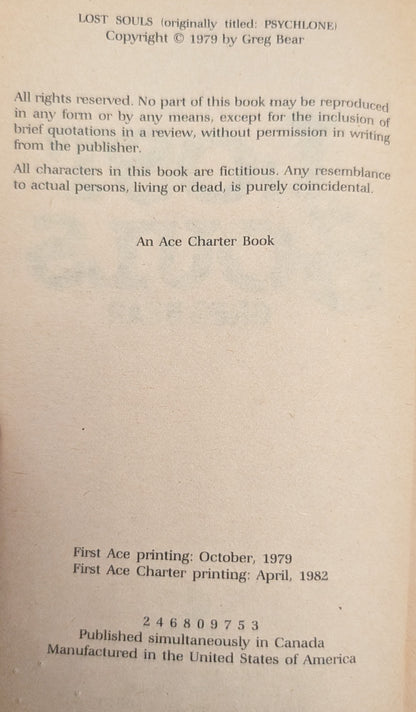 LOST SOULS (originally titled: PSYCHLONE)
Copyright © 1979 by Greg Bear
All rights reserved. No part of this book may be reproduced
in any form or by any means, except for the inclusion of
brief quotations in a review, without permission in writing
from the publisher.
All characters in this book are fictitious. Any resemblance
to actual persons, living or dead, is purely coincidental.
An Ace Charter Book
First Ace printing: October, 1979
First Ace Charter printing: April, 1982
2 4 6 8 0 9 7 5 3
Published simultaneously in Canada
Manufactured in the United States of America